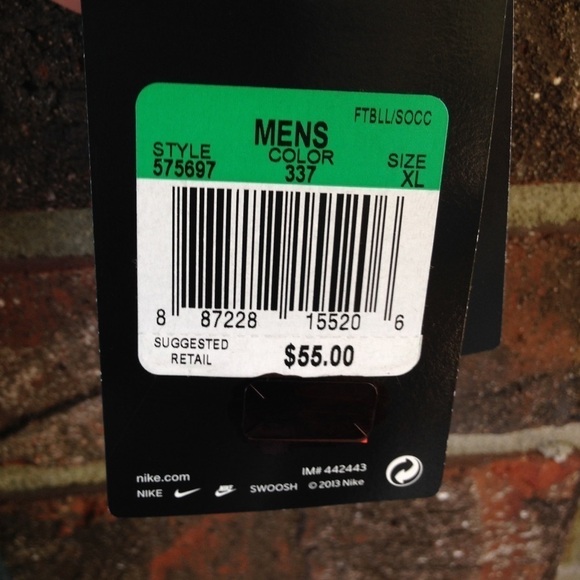 FTBLL/SOCC
MENS
STYLE COLOR SIZE
575697 337 XL
8 87228 15520 6
SUGGESTED RETAIL $55.00
nike.com IM# 442443
NIKE SWOOSH © 2013 Nike